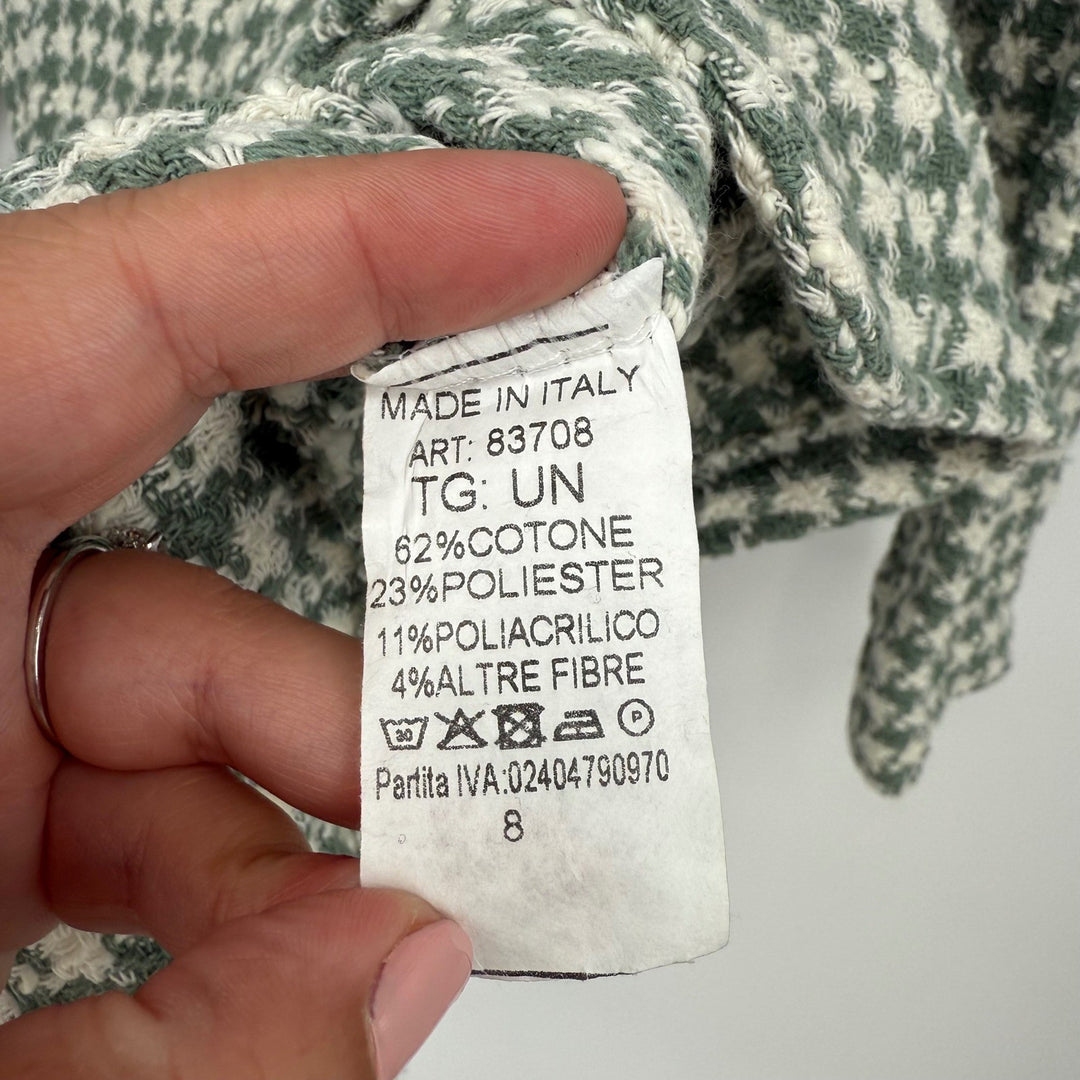 MADE IN ITALY
ART: 83708
TG: UN
62%COTONE
23%POLIESTER
11%POLIACRILICO
4%ALTRE FIBRE
30 P
Partita IVA:02404790970
8